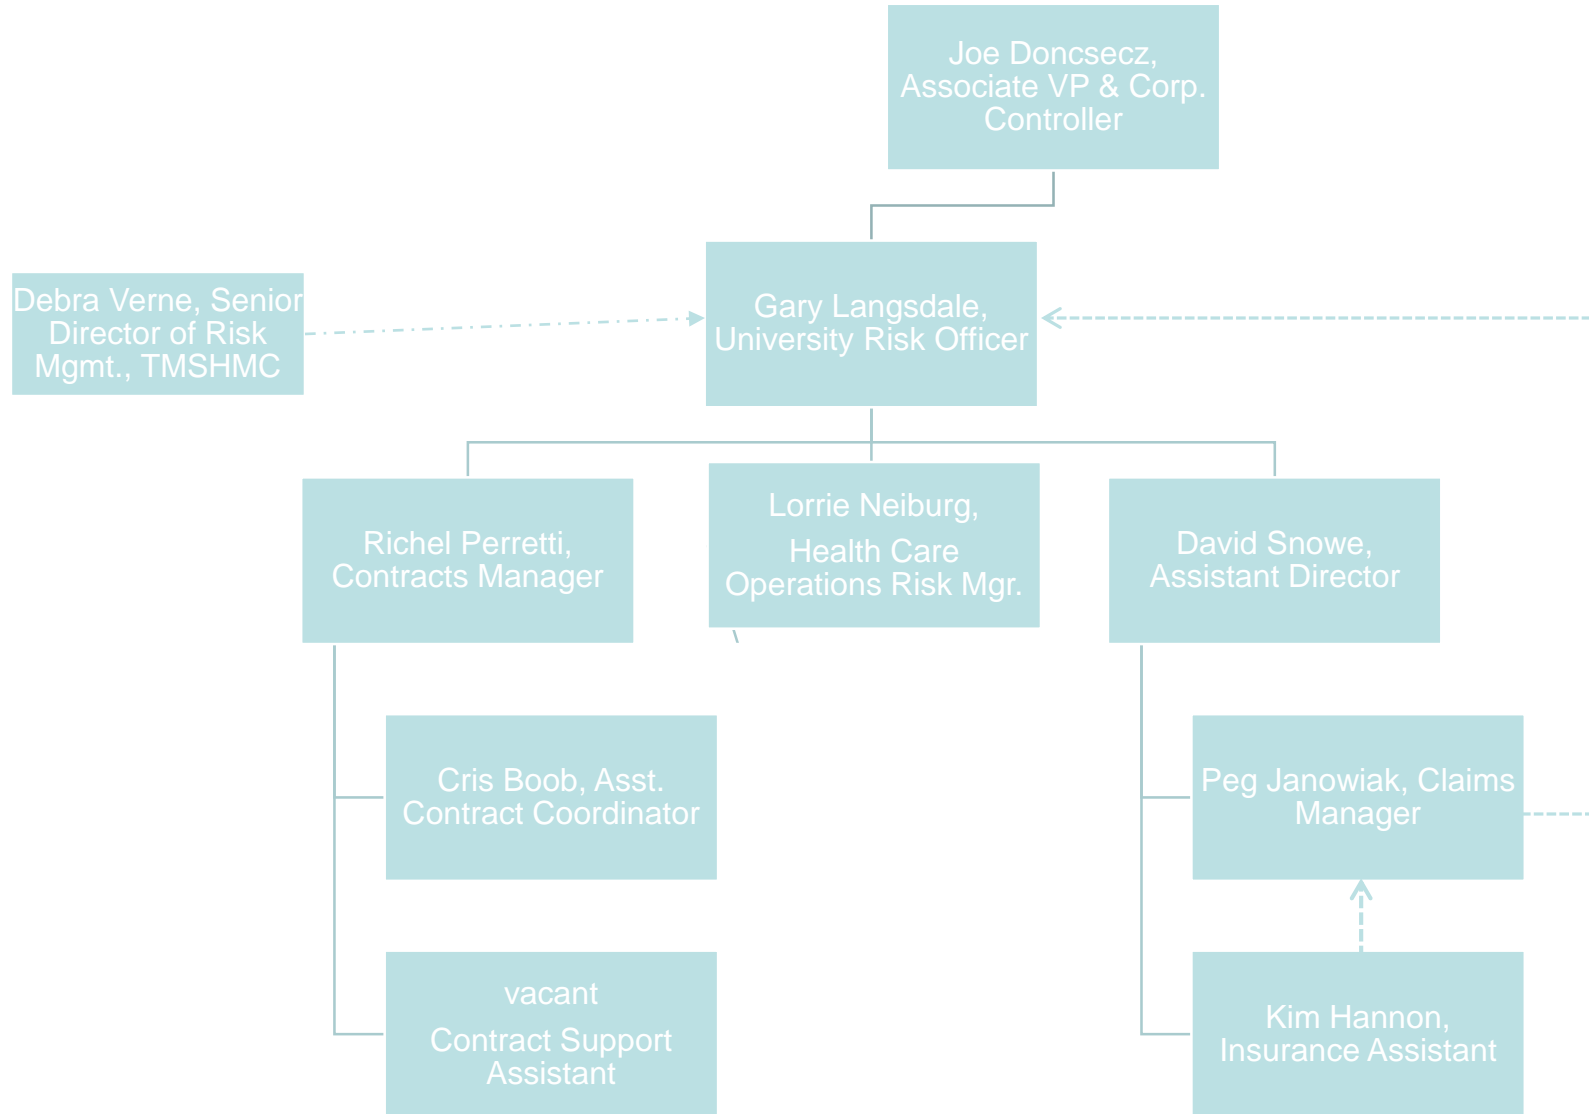 Joe Doncsecz,
Associate VP & Corp.
Controller
Debra Verne, Senior
Director of Risk
Mgmt., TMSHMC
Gary Langsdale,
University Risk Officer
Richel Perretti,
Contracts Manager
Lorrie Neiburg,
Health Care
Operations Risk Mgr.
David Snowe,
Assistant Director
Cris Boob, Asst.
Contract Coordinator
Peg Janowiak, Claims
Manager
vacant
Contract Support
Assistant
Kim Hannon,
Insurance Assistant